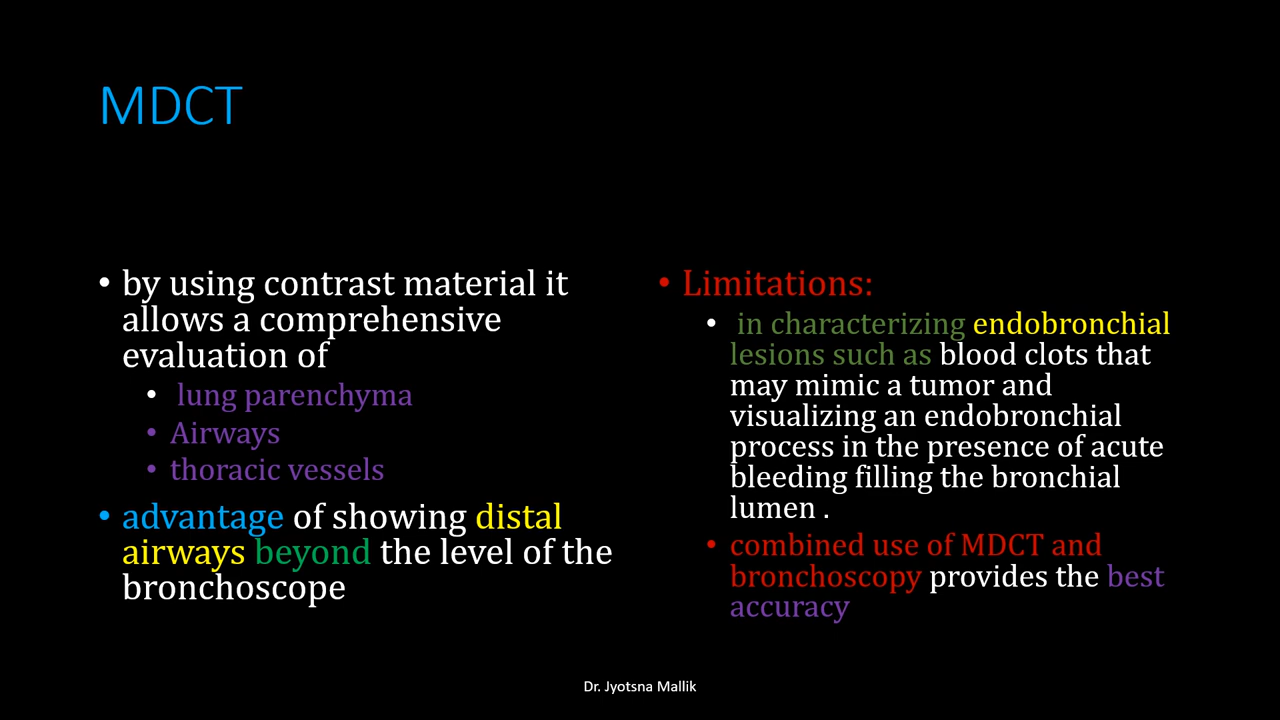 MDCT
• by using contrast material it
allows a comprehensive
evaluation of
• lung parenchyma
• Airways
• thoracic vessels
• advantage of showing distal
airways beyond the level of the
bronchoscope
• Limitations:
• in characterizing endobronchial
lesions such as blood clots that
may mimic a tumor and
visualizing an endobronchial
process in the presence of acute
bleeding filling the bronchial
lumen .
• combined use of MDCT and
bronchoscopy provides the best
accuracy
Dr. Jyotsna Mallik